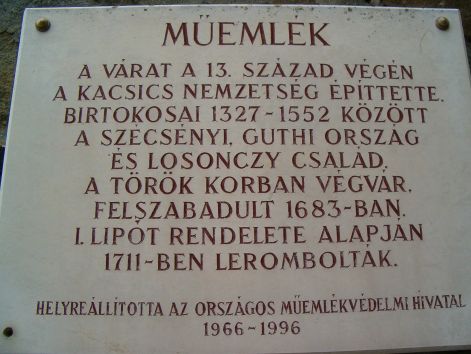 MŰEMLÉK
A VÁRAT A 13. SZÁZAD VÉGÉN
A KACSICS NEMZETSÉG ÉPÍTTETTE.
BIRTOKOSAI 1327-1552 KÖZÖTT
A SZÉCSÉNYI, GUTHI ORSZÁG
ÉS LOSONCZY CSALÁD.
A TÖRÖK KORBAN VÉGVÁR.
FELSZABADULT 1683-BAN.
I. LIPÓT RENDELETE ALAPJÁN
1711-BEN LEROMBOLTÁK.
HELYREÁLLÍTOTTA AZ ORSZÁGOS MŰEMLÉKVÉDELMI HIVATAL
1966-1996